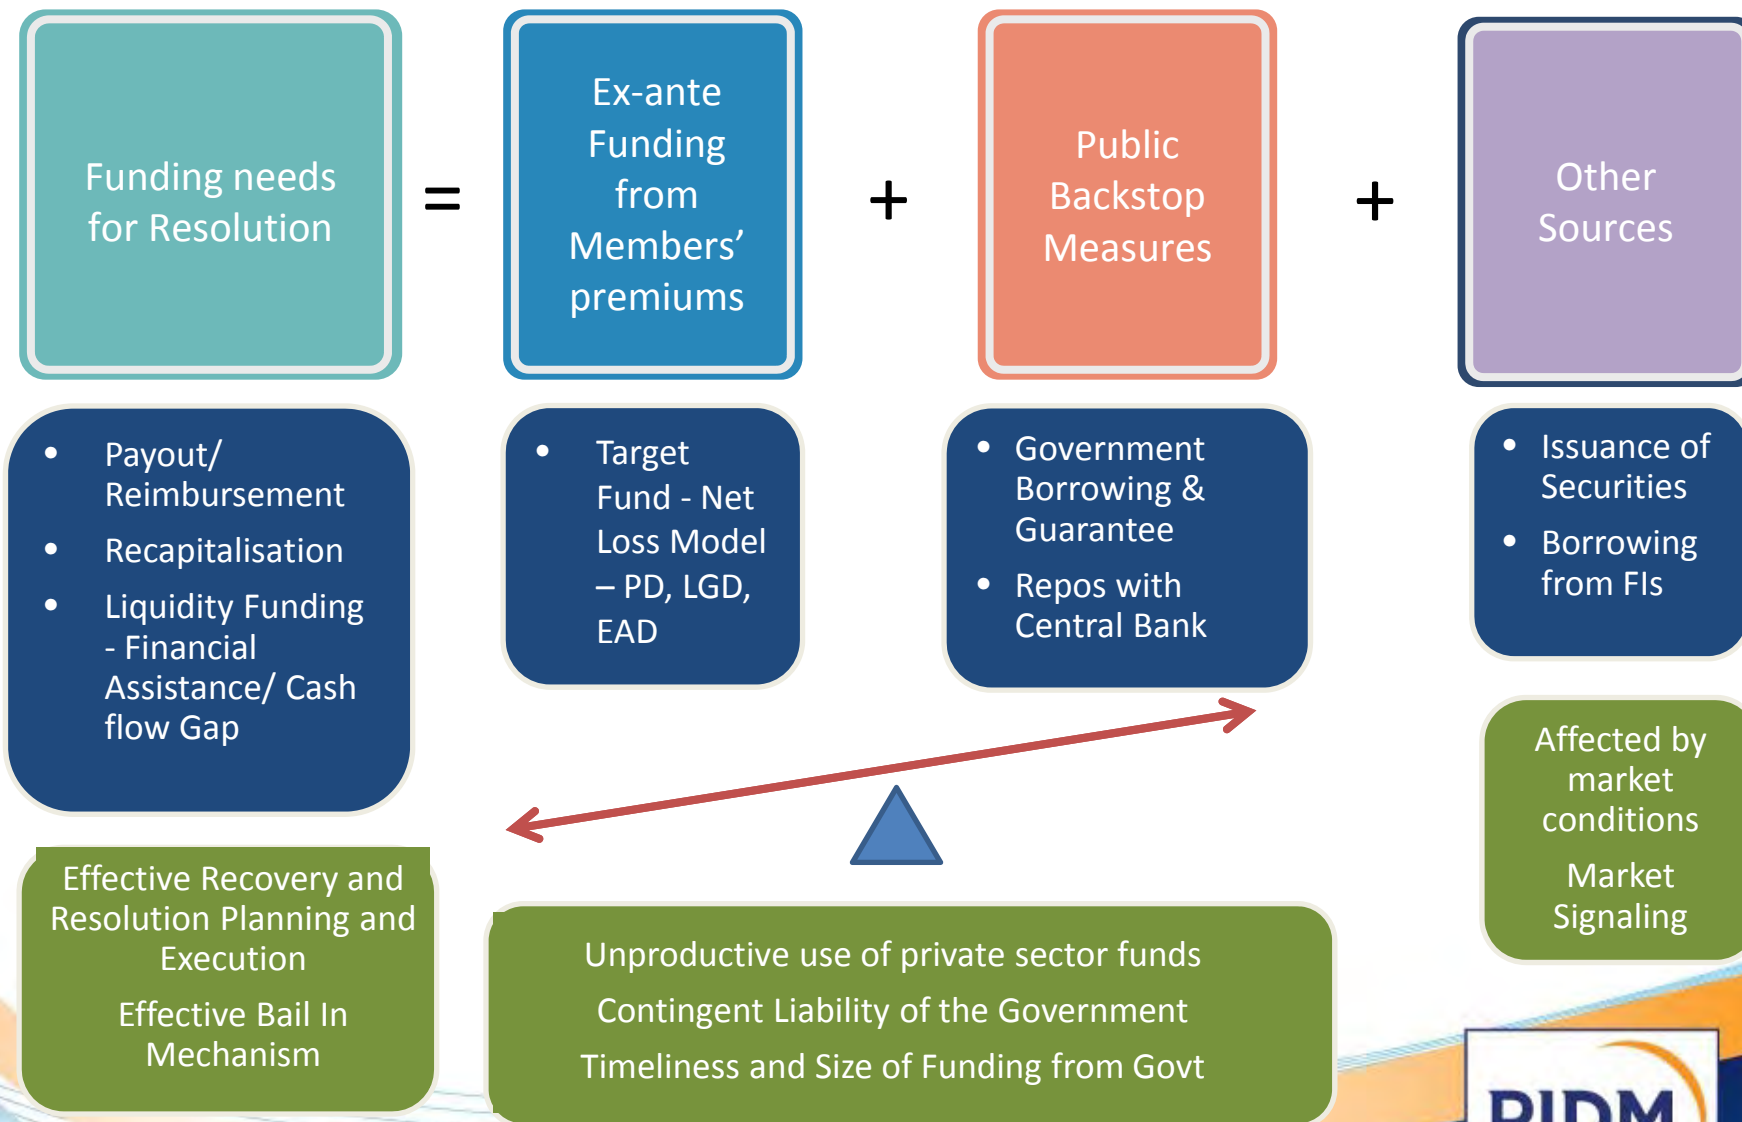 Funding needs
for Resolution
=
Ex-ante
Funding
from
Members’
premiums
+
Public
Backstop
Measures
+
Other
Sources
• Payout/
Reimbursement
• Recapitalisation
• Liquidity Funding
- Financial
Assistance/ Cash
flow Gap
• Target
Fund - Net
Loss Model
– PD, LGD,
EAD
• Government
Borrowing &
Guarantee
• Repos with
Central Bank
• Issuance of
Securities
• Borrowing
from FIs
Effective Recovery and
Resolution Planning and
Execution
Effective Bail In
Mechanism
Unproductive use of private sector funds
Contingent Liability of the Government
Timeliness and Size of Funding from Govt
Affected by
market
conditions
Market
Signaling
PIDM